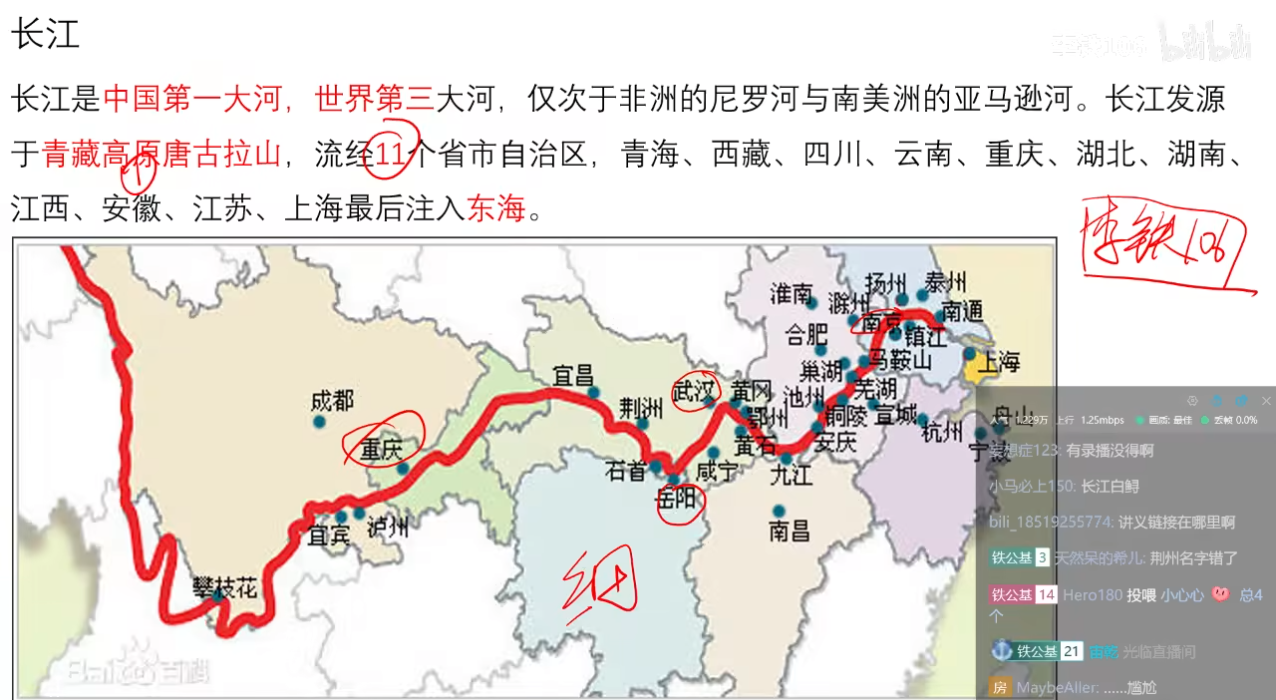 长江
bilibili
长江是中国第一大河，世界第三大河，仅次于非洲的尼罗河与南美洲的亚马逊河。长江发源
于青藏高原唐古拉山，流经11个省市自治区，青海、西藏、四川、云南、重庆、湖北、湖南、
江西、安徽、江苏、上海最后注入东海。
李铁106
扬州
泰州
淮南
滁州
南京
南通
镇江
合肥
马鞍山
上海
巢湖
芜湖
宜昌
武汉
黄冈
池州
荆洲
鄂州
铜陵
宣城
成都
舟山
杭州
重庆
黄石
安庆
宁波
石首
咸宁
九江
岳阳
宜宾
泸州
南昌
攀枝花
湘
Baidu百科
1.229万 上行 1.25mbps 画质: 最佳 丢帧 0.0%
妄想症123: 有录播没得啊
小马必上150: 长江白鲟
bili_18519255774: 讲义链接在哪里啊
铁公基 3 天然呆的希儿: 荆州名字错了
铁公基 14 Hero180 投喂 小心心 总4
个
铁公基 21 光临直播间
房 MaybeAller: ......尴尬